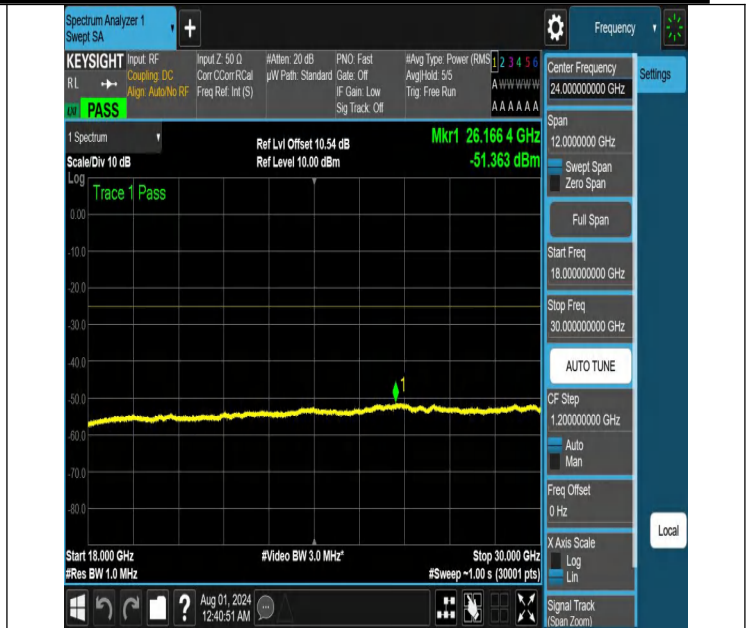 Spectrum Analyzer 1
Swept SA
+
Frequency
KEYSIGHT
RL
PASS
Input: RF
Coupling: DC
Align: Auto/No RF
Input Z: 50 Ω
Corr CCorr RCal
Freq Ref: Int (S)
#Atten: 20 dB
µW Path: Standard
PNO: Fast
Gate: Off
IF Gain: Low
Sig Track: Off
#Avg Type: Power (RMS
Avg|Hold: 5/5
Trig: Free Run
1 2 3 4 5 6
A W W W W W
A A A A A A
Center Frequency
24.000000000 GHz
Settings
Span
12.0000000 GHz
Swept Span
Zero Span
Full Span
Start Freq
18.000000000 GHz
Stop Freq
30.000000000 GHz
AUTO TUNE
CF Step
1.200000000 GHz
Auto
Man
Freq Offset
0 Hz
X Axis Scale
Log
Lin
Signal Track
(Span Zoom)
Local
1 Spectrum
Scale/Div 10 dB
Log
Ref Lvl Offset 10.54 dB
Ref Level 10.00 dBm
Mkr1 26.166 4 GHz
-51.363 dBm
Trace 1 Pass
0.00
-10.0
-20.0
-30.0
-40.0
-50.0
-60.0
-70.0
-80.0
1
Start 18.000 GHz
#Res BW 1.0 MHz
#Video BW 3.0 MHz*
Stop 30.000 GHz
#Sweep ~1.00 s (30001 pts)
?
Aug 01, 2024
12:40:51 AM